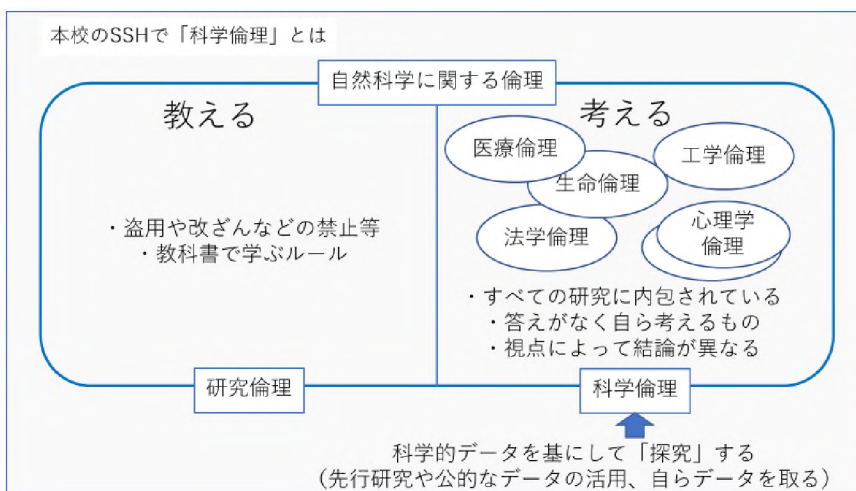 本校のSSHで「科学倫理」とは
自然科学に関する倫理
教える
・盗用や改ざんなどの禁止等
・教科書で学ぶルール
研究倫理
考える
医療倫理
生命倫理
工学倫理
法学倫理
心理学
倫理
・すべての研究に内包されている
・答えがなく自ら考えるもの
・視点によって結論が異なる
科学倫理
科学的データを基にして「探究」する
（先行研究や公的なデータの活用、自らデータを取る）